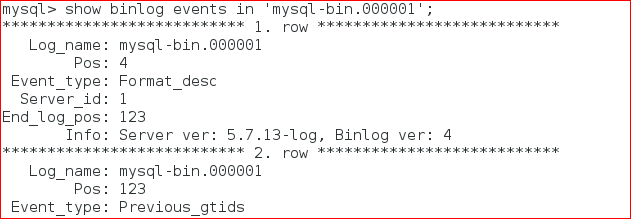 mysql> show binlog events in 'mysql-bin.000001';
*************************** 1. row ***************************
Log_name: mysql-bin.000001
Pos: 4
Event_type: Format_desc
Server_id: 1
End_log_pos: 123
Info: Server ver: 5.7.13-log, Binlog ver: 4
*************************** 2. row ***************************
Log_name: mysql-bin.000001
Pos: 123
Event_type: Previous_gtids